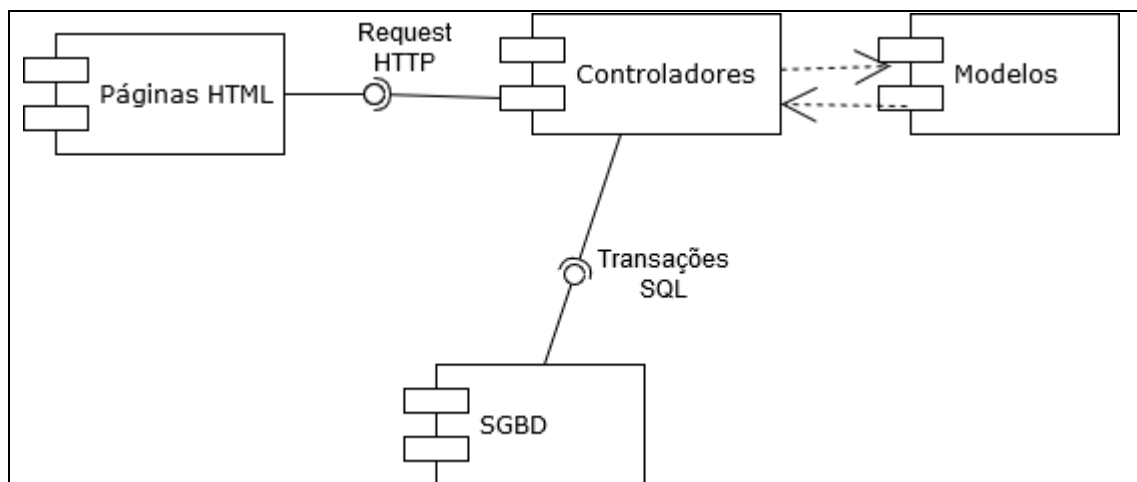 Request
HTTP
Páginas HTML
Controladores
Modelos
Transações
SQL
SGBD